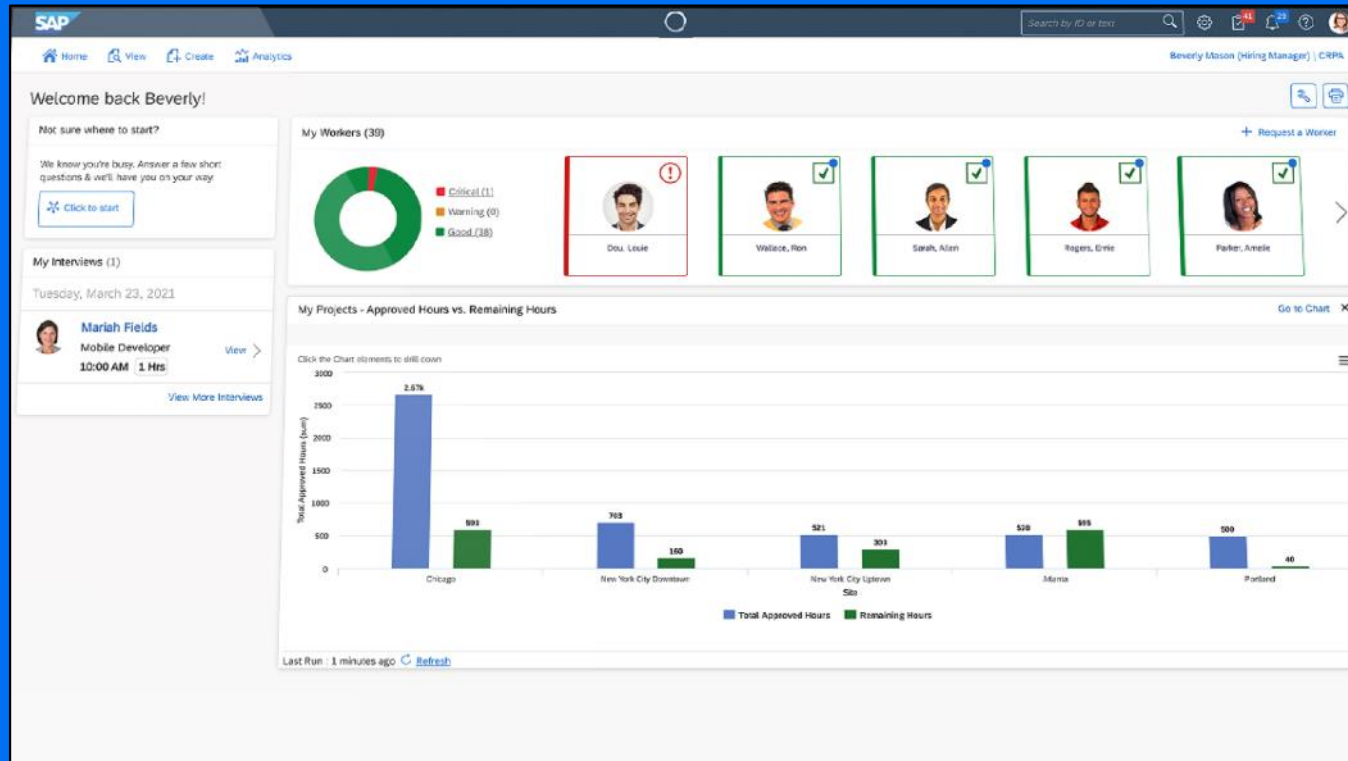 SAP
Search by ID or text
41
29
Home View Create Analytics
Beverly Mason (Hiring Manager) | CRPA
Welcome back Beverly!
Not sure where to start?
We know you're busy. Answer a few short
questions & we'll have you on your way.
Click to start
My Interviews (1)
Tuesday, March 23, 2021
Mariah Fields
Mobile Developer
View
10:00 AM 1 Hrs
View More Interviews
My Workers (39)
+ Request a Worker
Critical (1)
Warning (0)
Good (38)
Dou, Louie
Wallace, Ron
Sarah, Allen
Rogers, Ernie
Parker, Amelie
My Projects - Approved Hours vs. Remaining Hours
Go to Chart
Click the Chart elements to drill down
Total Approved Hours (sum)
3000
2500
2000
1500
1000
500
0
2.67k
593
703
160
521
303
500
40
Chicago
New York City Downtown
New York City Uptown
Atlanta
Portland
Site
Total Approved Hours
Remaining Hours
Last Run : 1 minutes ago Refresh